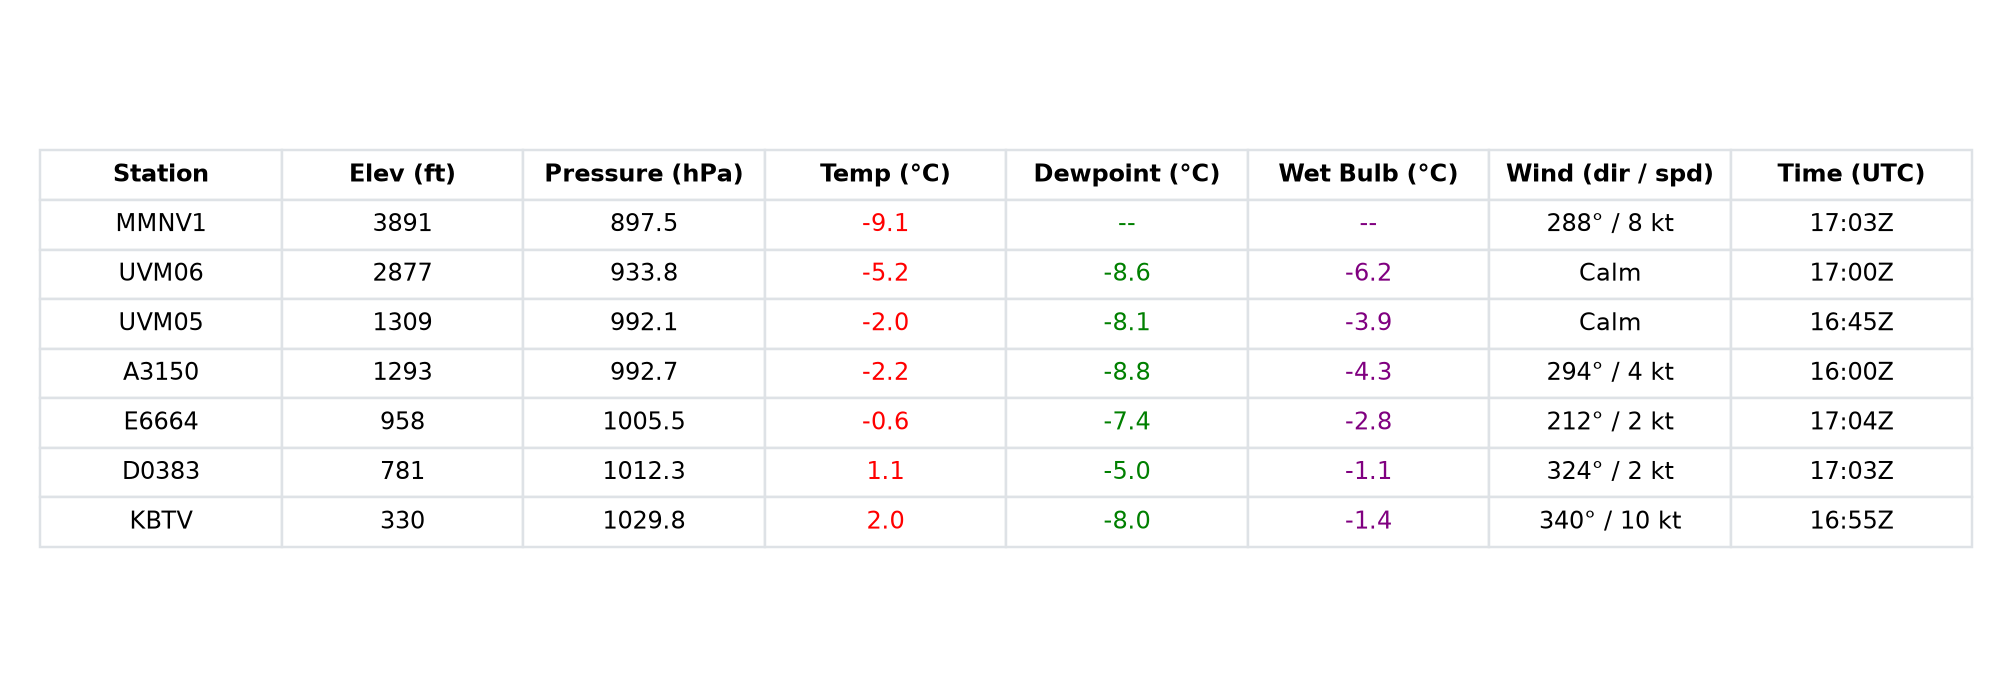 Station Elev (ft) Pressure (hPa) Temp (°C) Dewpoint (°C) Wet Bulb (°C) Wind (dir / spd) Time (UTC)
MMNV1 3891 897.5 -9.1 -- -- 288° / 8 kt 17:03Z
UVM06 2877 933.8 -5.2 -8.6 -6.2 Calm 17:00Z
UVM05 1309 992.1 -2.0 -8.1 -3.9 Calm 16:45Z
A3150 1293 992.7 -2.2 -8.8 -4.3 294° / 4 kt 16:00Z
E6664 958 1005.5 -0.6 -7.4 -2.8 212° / 2 kt 17:04Z
D0383 781 1012.3 1.1 -5.0 -1.1 324° / 2 kt 17:03Z
KBTV 330 1029.8 2.0 -8.0 -1.4 340° / 10 kt 16:55Z